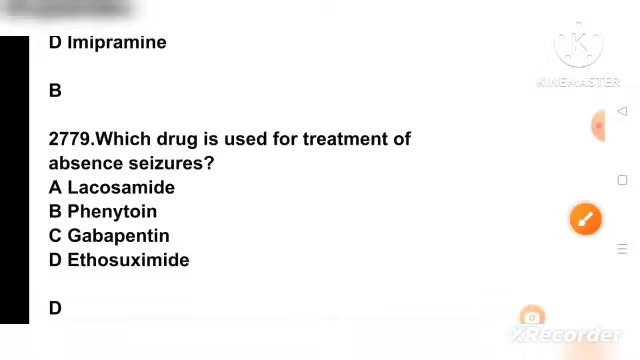 D Imipramine
B
2779.Which drug is used for treatment of
absence seizures?
A Lacosamide
B Phenytoin
C Gabapentin
D Ethosuximide
D
K
KINEMASTER
XRecorder